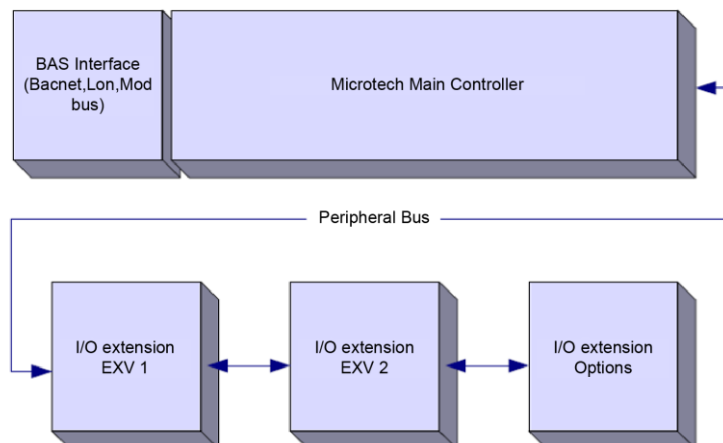 BAS Interface
(Bacnet,Lon,Mod
bus)
Microtech Main Controller
Peripheral Bus
I/O extension
EXV 1
I/O extension
EXV 2
I/O extension
Options